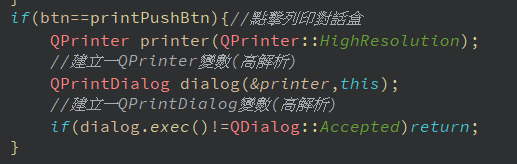 }
if(btn==printPushBtn){//點擊列印對話盒
QPrinter printer(QPrinter::HighResolution);
//建立一QPrinter變數(高解析)
QPrintDialog dialog(&printer,this);
//建立一QPrintDialog變數(高解析)
if(dialog.exec()!=QDialog::Accepted)return;
}